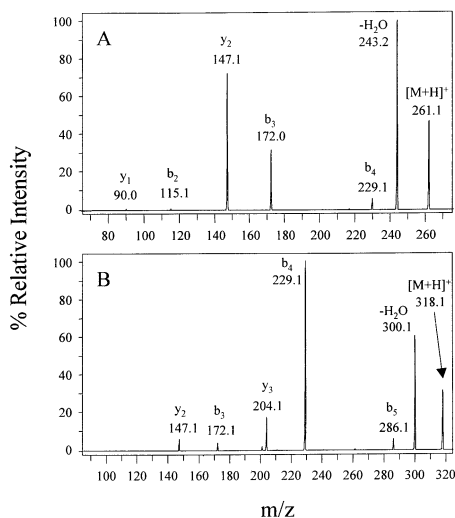 A
100
80
60
40
20
0
y₁
90.0
b₂
115.1
y₂
147.1
b₃
172.0
b₄
229.1
-H₂O
243.2
[M+H]⁺
261.1
80 100 120 140 160 180 200 220 240 260
% Relative Intensity
B
100
80
60
40
20
0
y₂
147.1
b₃
172.1
y₃
204.1
b₄
229.1
b₅
286.1
-H₂O
300.1
[M+H]⁺
318.1
100 120 140 160 180 200 220 240 260 280 300 320
m/z